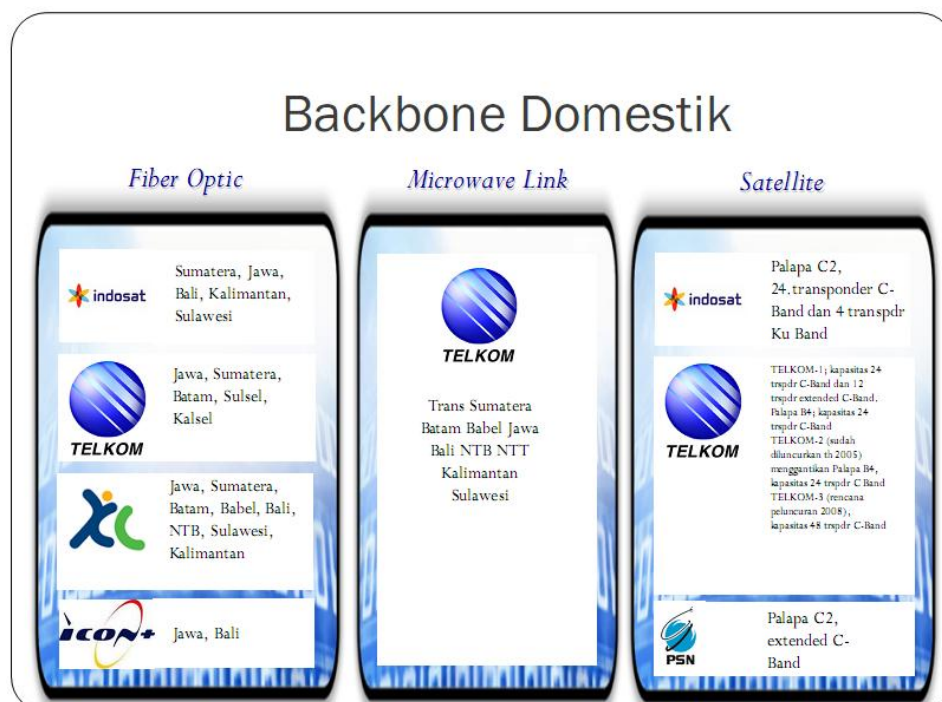 Backbone Domestik
Fiber Optic
indosat
Sumatera, Jawa,
Bali, Kalimantan,
Sulawesi
TELKOM
Jawa, Sumatera,
Batam, Sulsel,
Kalsel
XL
Jawa, Sumatera,
Batam, Babel, Bali,
NTB, Sulawesi,
Kalimantan
icon+
Jawa, Bali
Microwave Link
TELKOM
Trans Sumatera
Batam Babel Jawa
Bali NTB NTT
Kalimantan
Sulawesi
Satellite
indosat
Palapa C2,
24.transponder C-
Band dan 4 transpdr
Ku Band
TELKOM
TELKOM-1; kapasitas 24
trspdr C-Band dan 12
trspdr extended C-Band.
Palapa B4; kapasitas 24
trspdr C-Band
TELKOM-2 (sudah
diluncurkan th 2005)
menggantikan Palapa B4,
kapasitas 24 trspdr C Band
TELKOM-3 (rencana
peluncuran 2008),
kapasitas 48 trspdr C-Band
PSN
Palapa C2,
extended C-
Band